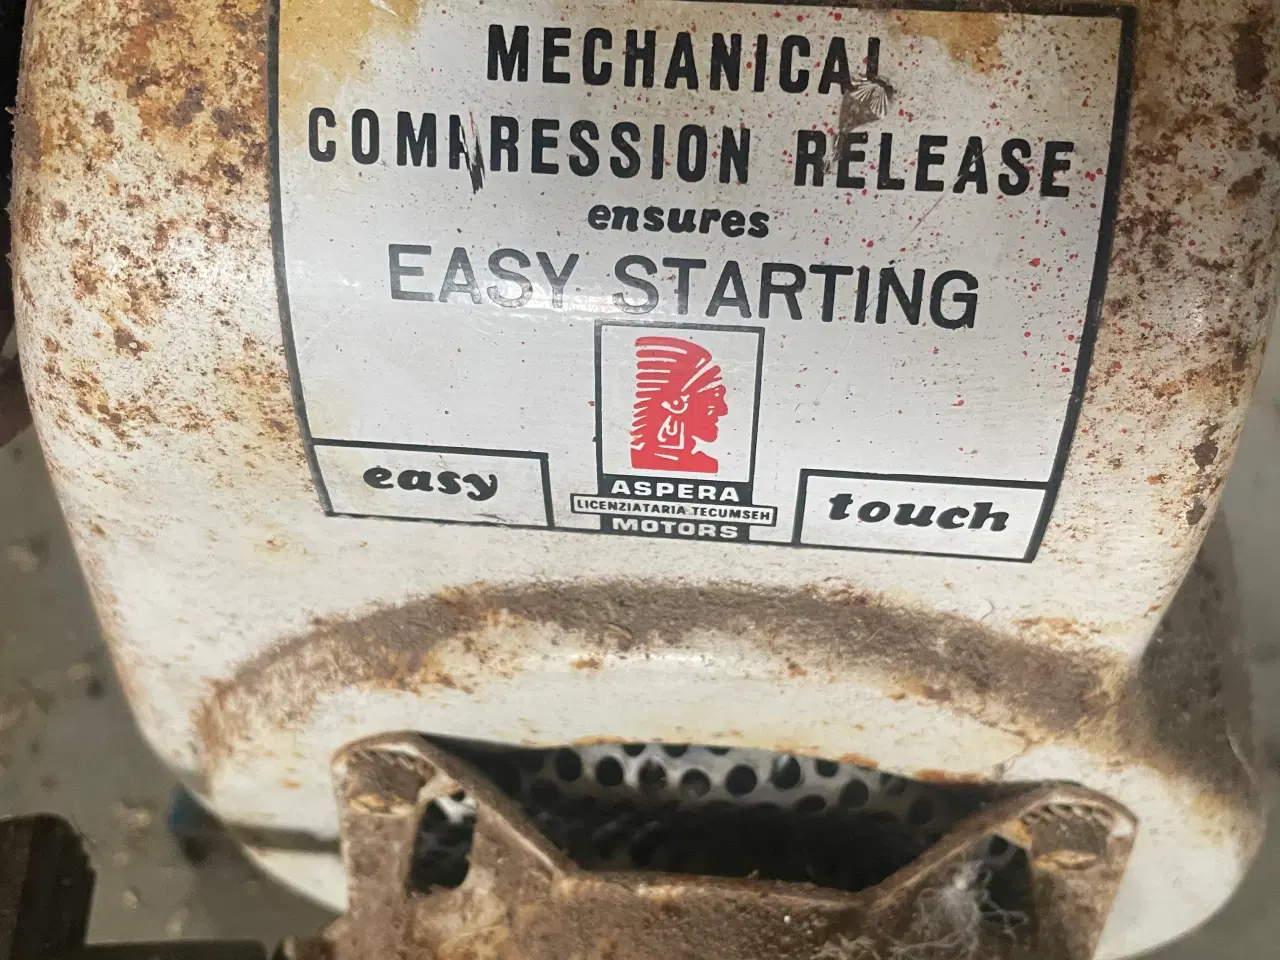 MECHANICAL
COMPRESSION RELEASE
ensures
EASY STARTING
easy
ASPERA
LICENZIATARIA TECUMSEH
MOTORS
touch